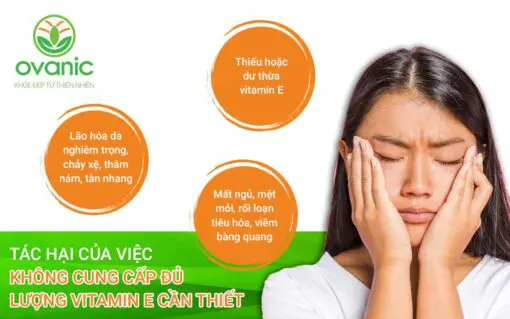 ovanic
KHỎE ĐẸP TỪ THIÊN NHIÊN
Thiếu hoặc
dư thừa
vitamin E
Lão hóa da
nghiêm trọng,
chảy xệ, thâm
nám, tàn nhang
Mất ngủ, mệt
mỏi, rối loạn
tiêu hóa, viêm
bàng quang
TÁC HẠI CỦA VIỆC
KHÔNG CUNG CẤP ĐỦ
LƯỢNG VITAMIN E CẦN THIẾT